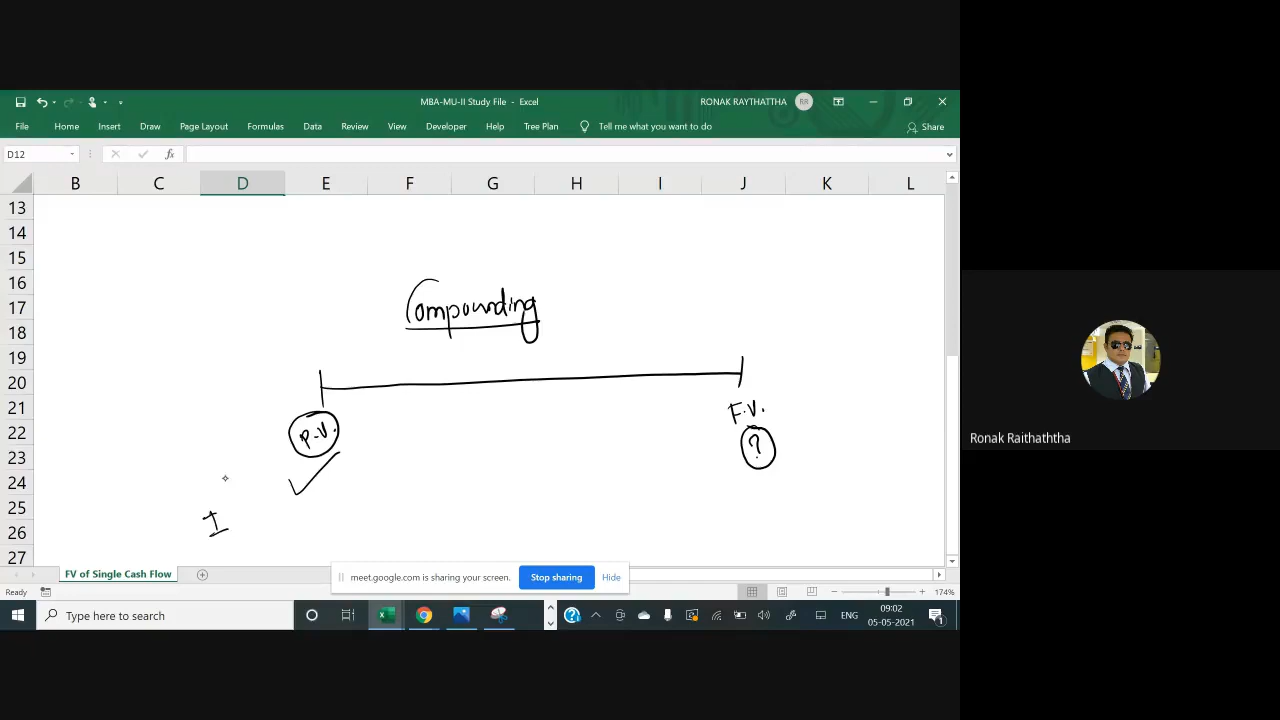 MBA-MU-II Study File - Excel
RONAK RAYTHATTHA RR
File Home Insert Draw Page Layout Formulas Data Review View Developer Help Tree Plan Tell me what you want to do Share
D12 fx
B C D E F G H I J K L
13
14
15
16
17
18
19
20
21
22
23
24
25
26
27
Compounding
P.V.
F.V.
?
I
Ronak Raithaththa
FV of Single Cash Flow
meet.google.com is sharing your screen. Stop sharing Hide
Ready 174%
Type here to search
ENG
09:02
05-05-2021
1